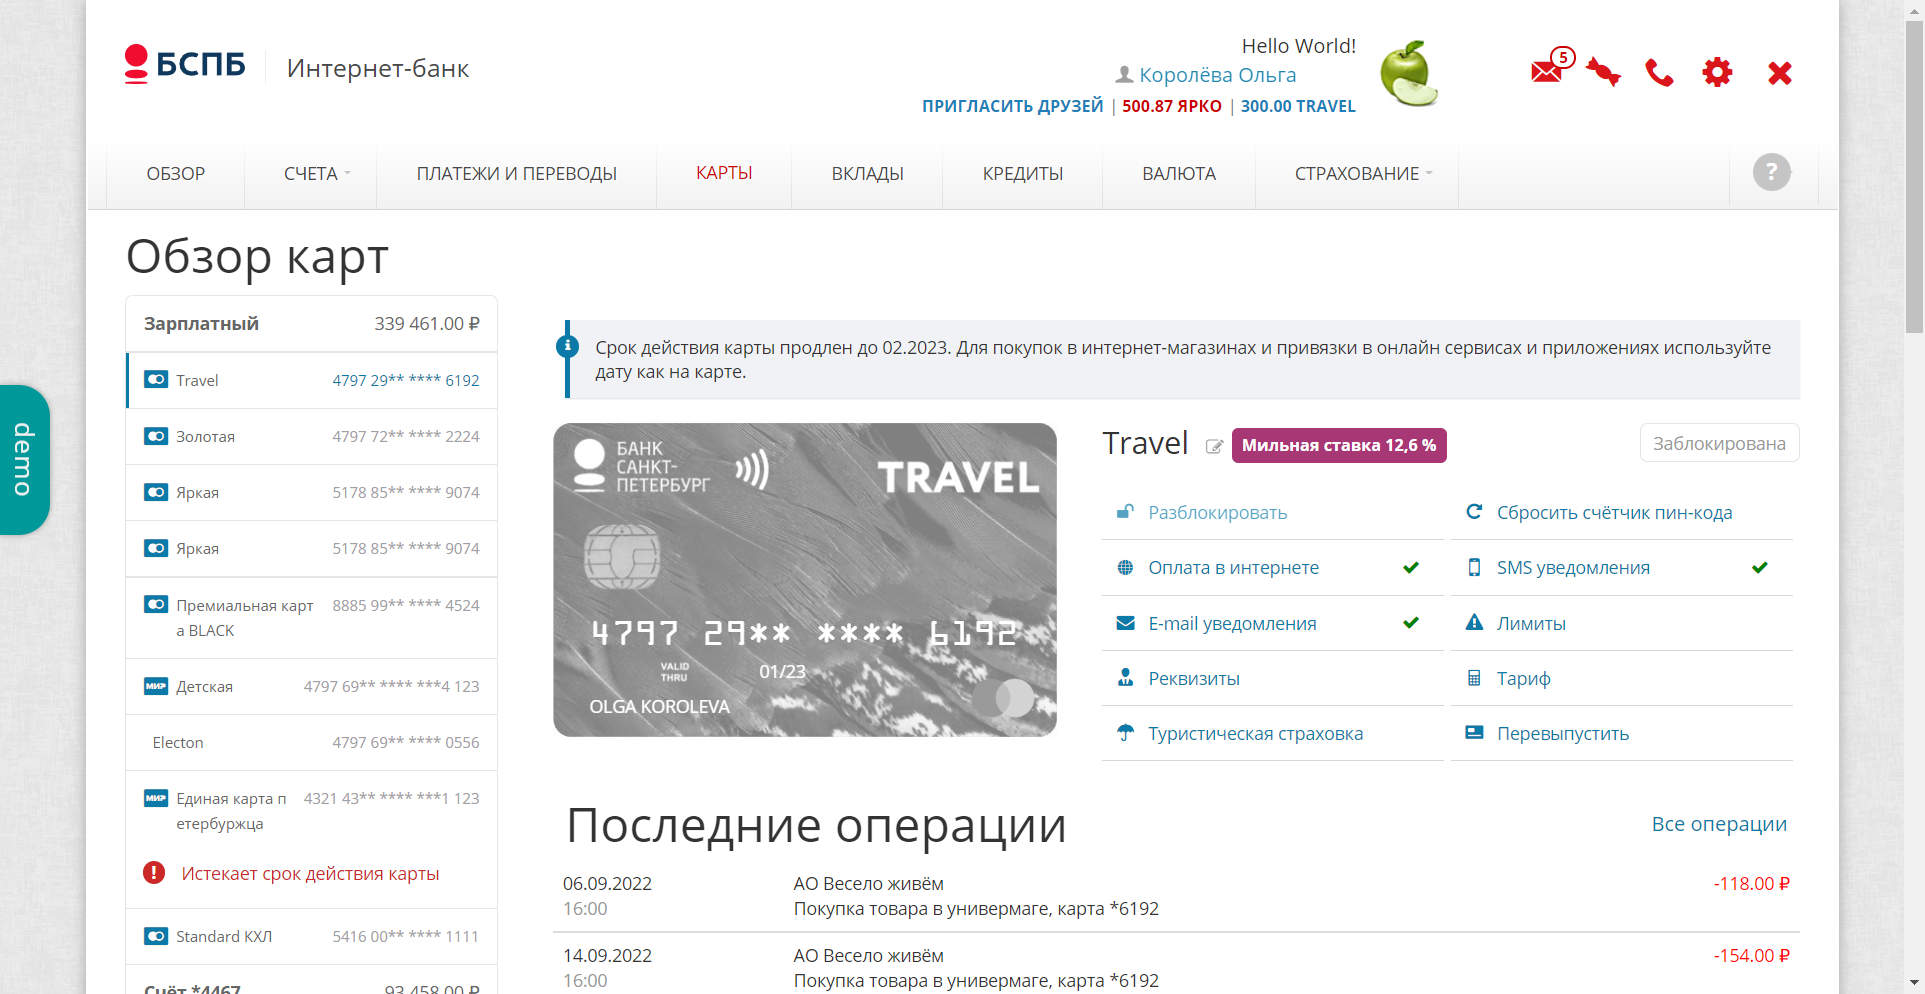 БСПБ
Интернет-банк
Hello World!
Королёва Ольга
ПРИГЛАСИТЬ ДРУЗЕЙ | 500.87 ЯРКО | 300.00 TRAVEL
5
ОБЗОР
СЧЕТА
ПЛАТЕЖИ И ПЕРЕВОДЫ
КАРТЫ
ВКЛАДЫ
КРЕДИТЫ
ВАЛЮТА
СТРАХОВАНИЕ
?
demo
Обзор карт
Зарплатный 339 461.00 ₽
Travel 4797 29** **** 6192
Золотая 4797 72** **** 2224
Яркая 5178 85** **** 9074
Яркая 5178 85** **** 9074
Премиальная карт 8885 99** **** 4524
а BLACK
МИР Детская 4797 69** **** ***4 123
Electon 4797 69** **** 0556
МИР Единая карта п 4321 43** **** ***1 123
етербуржца
Истекает срок действия карты
Standard КХЛ 5416 00** **** 1111
Счёт *4467 93 458.00 ₽
Срок действия карты продлен до 02.2023. Для покупок в интернет-магазинах и привязки в онлайн сервисах и приложениях используйте
дату как на карте.
БАНК
САНКТ-
ПЕТЕРБУРГ
TRAVEL
4797 29** **** 6192
VALID
THRU
01/23
OLGA KOROLEVA
Travel
Мильная ставка 12,6 %
Заблокирована
Разблокировать
Сбросить счётчик пин-кода
Оплата в интернете
SMS уведомления
E-mail уведомления
Лимиты
Реквизиты
Тариф
Туристическая страховка
Перевыпустить
Последние операции
Все операции
06.09.2022 АО Весело живём -118.00 ₽
16:00 Покупка товара в универмаге, карта *6192
14.09.2022 АО Весело живём -154.00 ₽
16:00 Покупка товара в универмаге, карта *6192